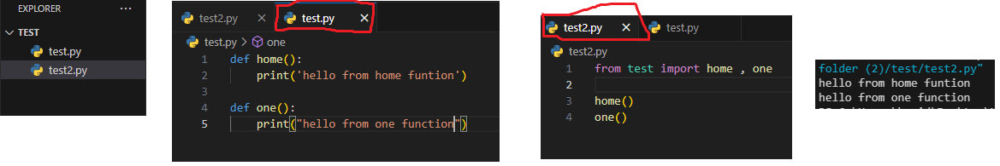 EXPLORER ...
TEST
test.py
test2.py
test2.py
test.py
test.py > one
1 def home():
2 print('hello from home funtion')
3
4 def one():
5 print("hello from one function")
test2.py
test.py
test2.py
1 from test import home , one
2
3 home()
4 one()
folder (2)/test/test2.py"
hello from home funtion
hello from one function